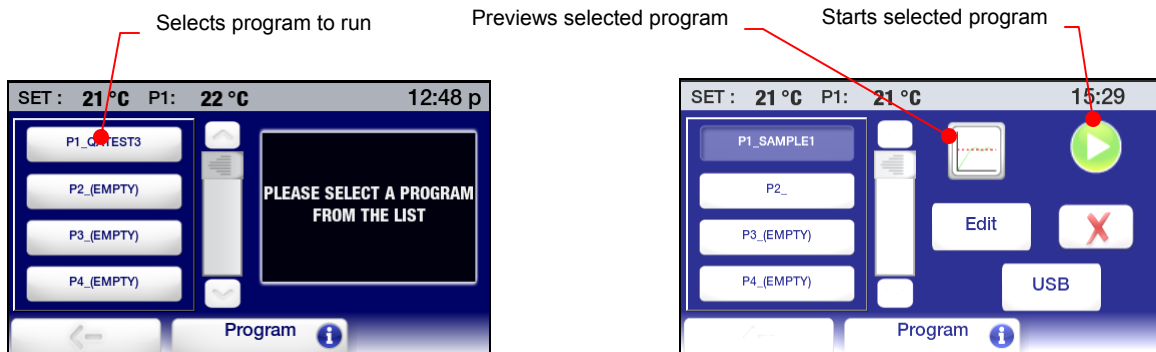 Selects program to run
Previews selected program
Starts selected program
SET : 21 °C P1: 22 °C 12:48 p
P1_QATEST3
P2_(EMPTY)
P3_(EMPTY)
P4_(EMPTY)
PLEASE SELECT A PROGRAM
FROM THE LIST
Program
SET : 21 °C P1: 21 °C 15:29
P1_SAMPLE1
P2_
P3_(EMPTY)
P4_(EMPTY)
Edit
USB
Program